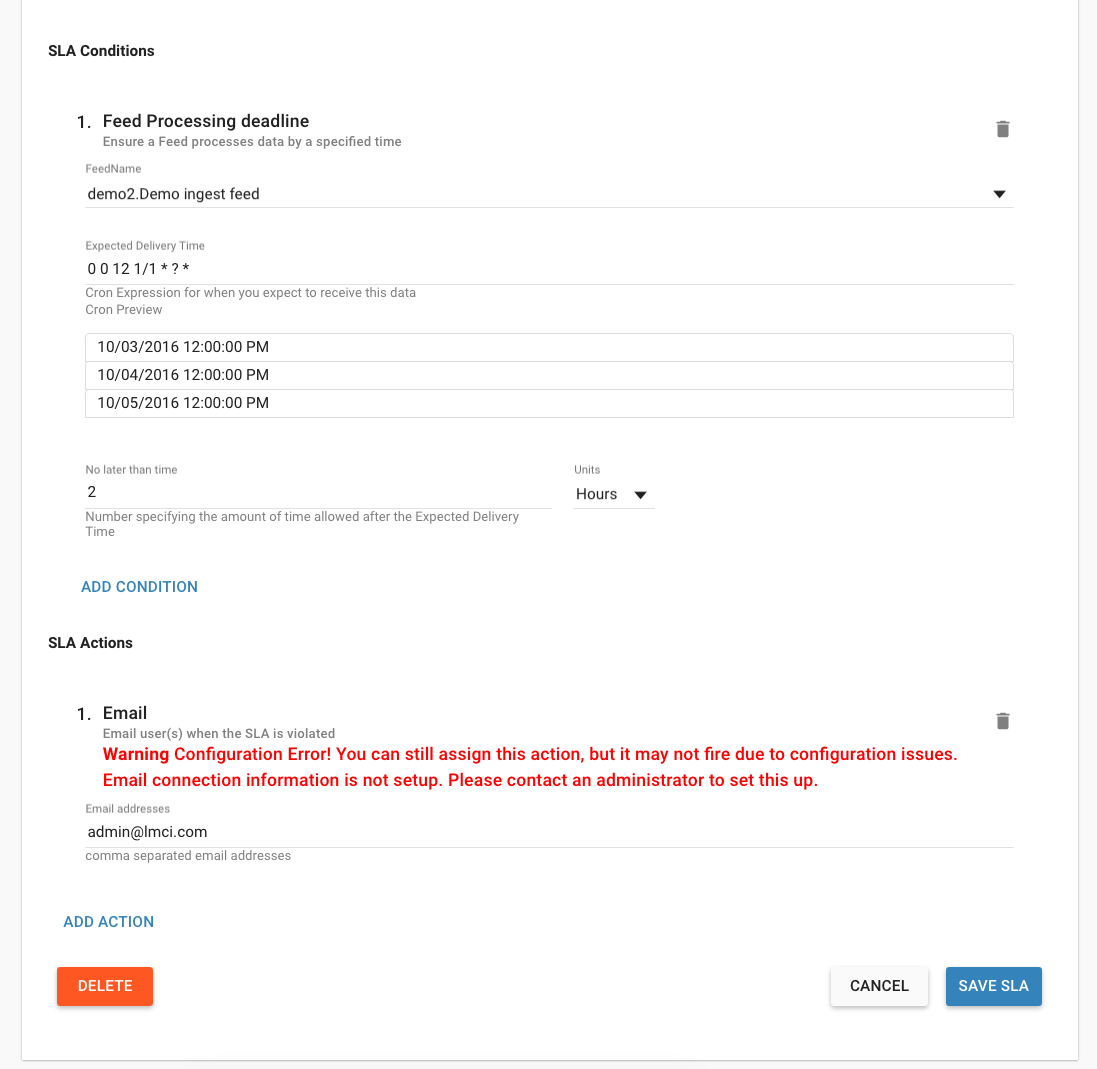 SLA Conditions
1. Feed Processing deadline
Ensure a Feed processes data by a specified time
FeedName
demo2.Demo ingest feed
Expected Delivery Time
0 0 12 1/1 * ? *
Cron Expression for when you expect to receive this data
Cron Preview
10/03/2016 12:00:00 PM
10/04/2016 12:00:00 PM
10/05/2016 12:00:00 PM
No later than time
Units
2
Hours
Number specifying the amount of time allowed after the Expected Delivery
Time
ADD CONDITION
SLA Actions
1. Email
Email user(s) when the SLA is violated
Warning Configuration Error! You can still assign this action, but it may not fire due to configuration issues.
Email connection information is not setup. Please contact an administrator to set this up.
Email addresses
admin@lmci.com
comma separated email addresses
ADD ACTION
DELETE
CANCEL
SAVE SLA